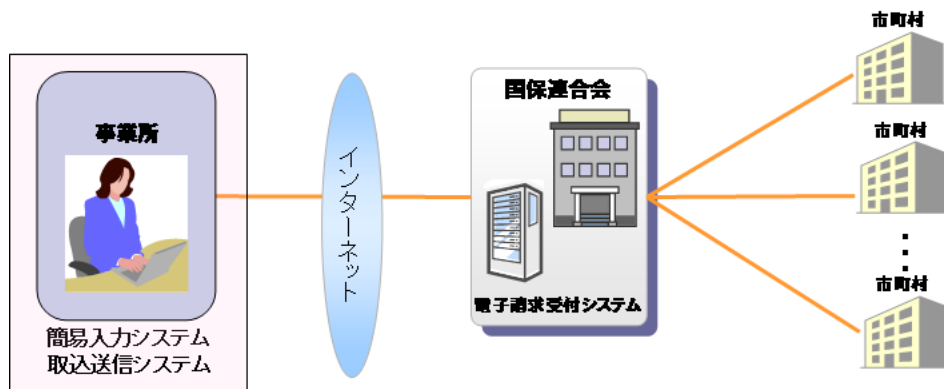 事業所
簡易入力システム
取込送信システム
インターネット
国保連合会
電子請求受付システム
市町村
市町村
市町村